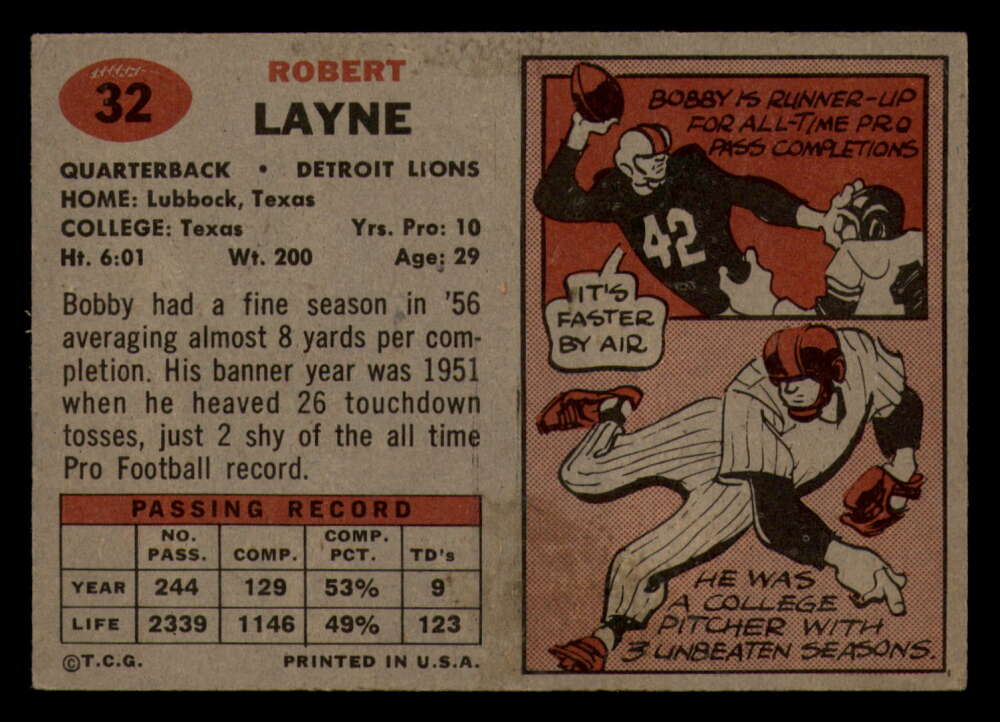 32
ROBERT
LAYNE
QUARTERBACK • DETROIT LIONS
HOME: Lubbock, Texas
COLLEGE: Texas Yrs. Pro: 10
Ht. 6:01 Wt. 200 Age: 29
Bobby had a fine season in '56
averaging almost 8 yards per com-
pletion. His banner year was 1951
when he heaved 26 touchdown
tosses, just 2 shy of the all time
Pro Football record.
PASSING RECORD
NO. PASS. COMP. COMP. PCT. TD's
YEAR 244 129 53% 9
LIFE 2339 1146 49% 123
©T.C.G. PRINTED IN U.S.A.
BOBBY IS RUNNER-UP
FOR ALL-TIME PRO
PASS COMPLETIONS
42
IT'S
FASTER
BY AIR
HE WAS
A COLLEGE
PITCHER WITH
3 UNBEATEN SEASONS.